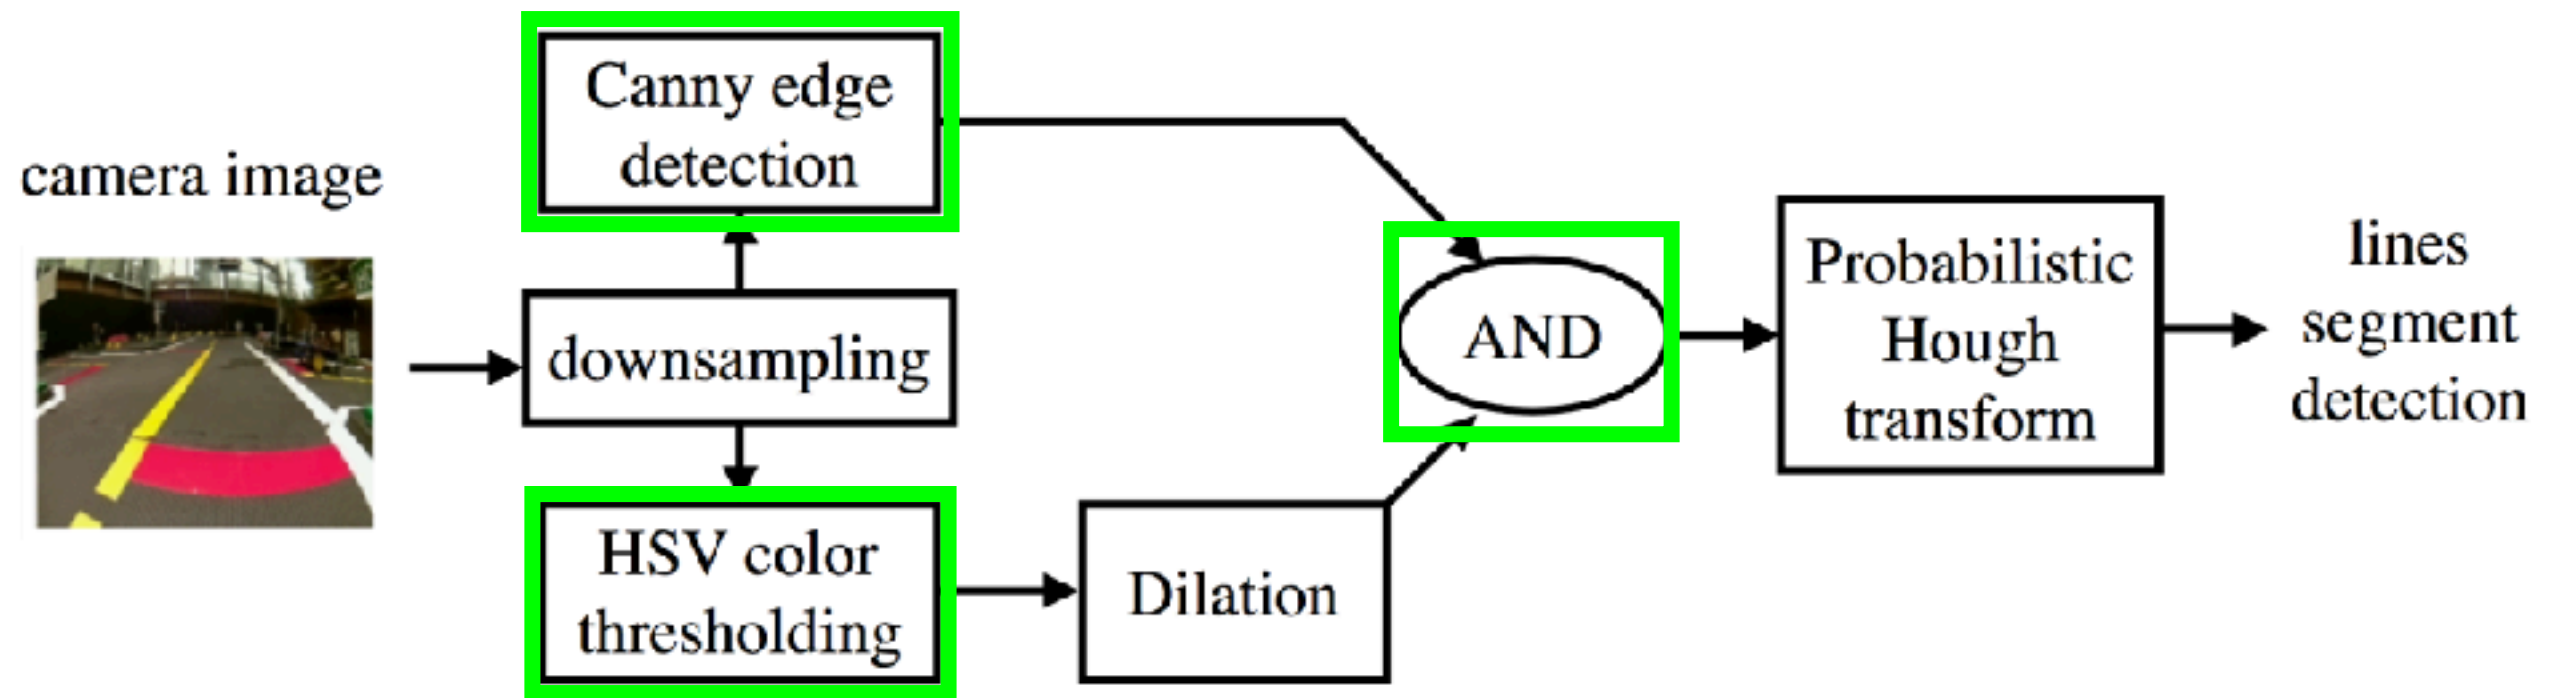 camera image
Canny edge
detection
downsampling
HSV color
thresholding
Dilation
AND
Probabilistic
Hough
transform
lines
segment
detection